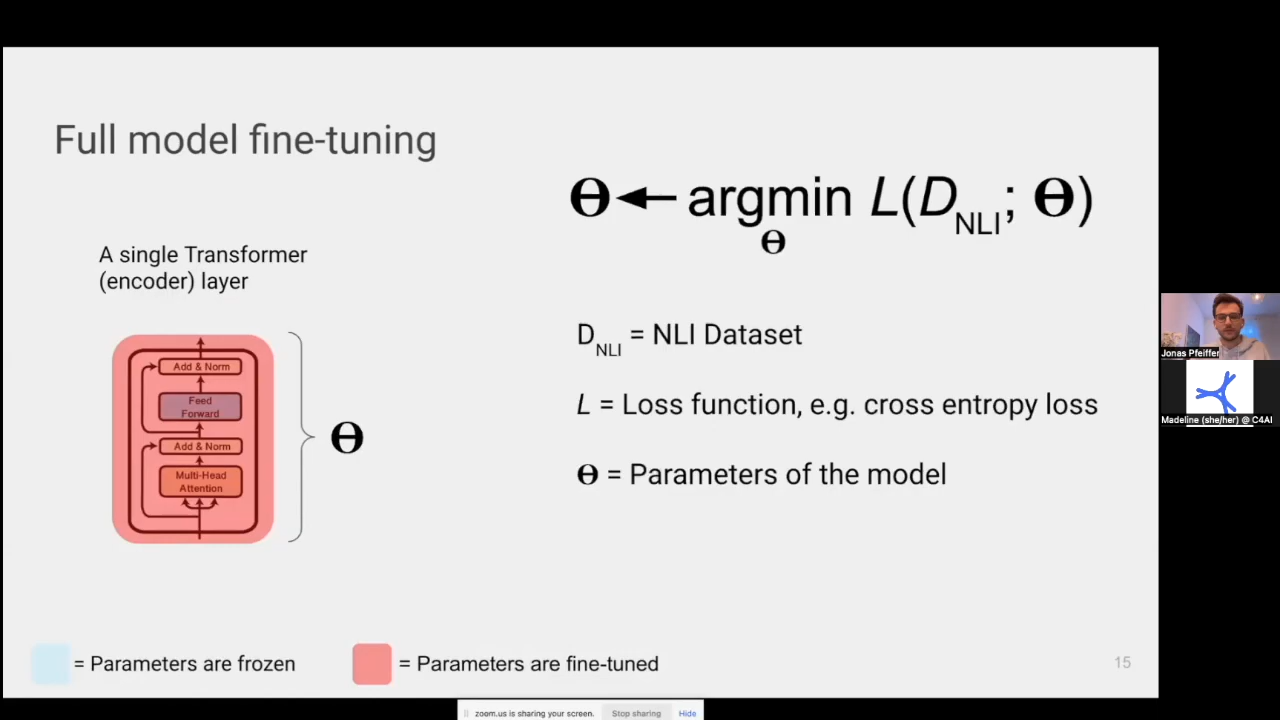 Full model fine-tuning
Θ ← argmin L(D NLI; Θ)
Θ
A single Transformer
(encoder) layer
Add & Norm
Feed
Forward
Add & Norm
Multi-Head
Attention
Θ
D NLI = NLI Dataset
L = Loss function, e.g. cross entropy loss
Θ = Parameters of the model
= Parameters are frozen
= Parameters are fine-tuned
15
Jonas Pfeiffer
Madeline (she/her) @ C4AI
zoom.us is sharing your screen.
Stop sharing
Hide